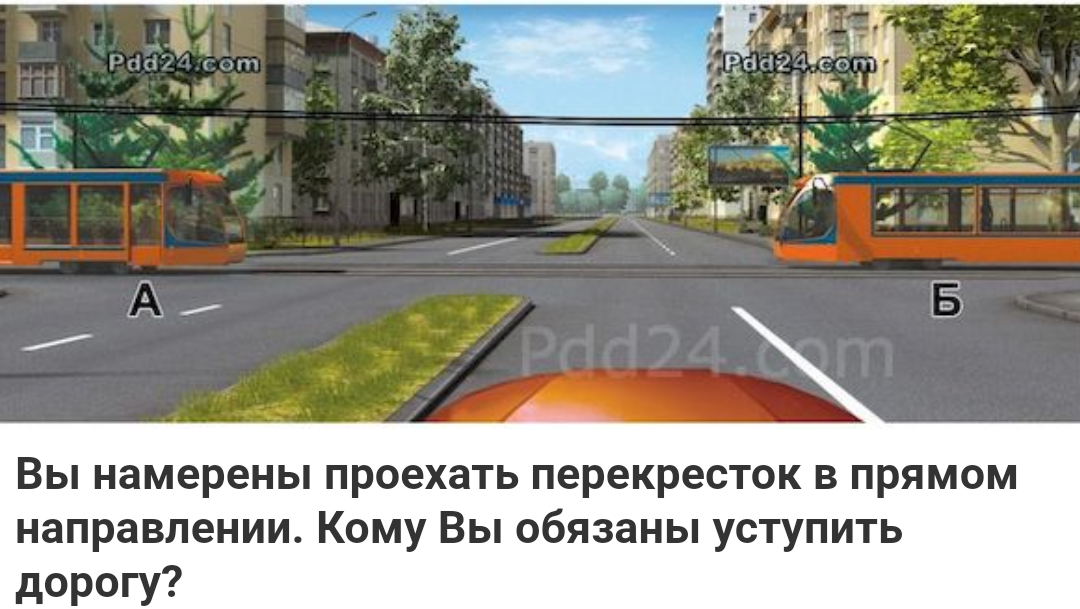 Pdd24.com Pdd24.com
А Б
Pdd24.com
Вы намерены проехать перекресток в прямом
направлении. Кому Вы обязаны уступить
дорогу?